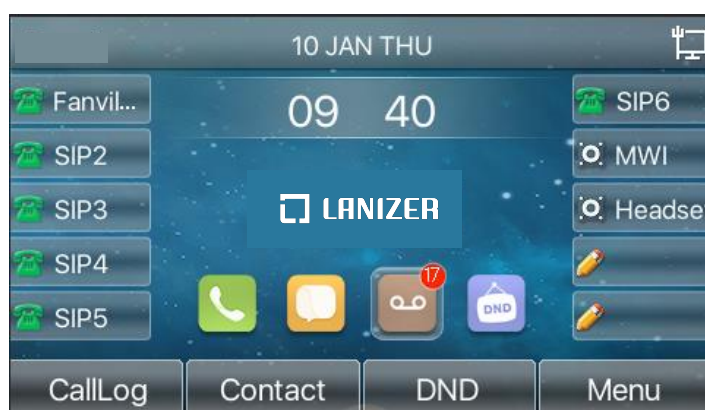 10 JAN THU
Fanvil...
09 40
SIP6
SIP2
MWI
SIP3
LANIZER
Headse
SIP4
17
DND
SIP5
CallLog Contact DND Menu